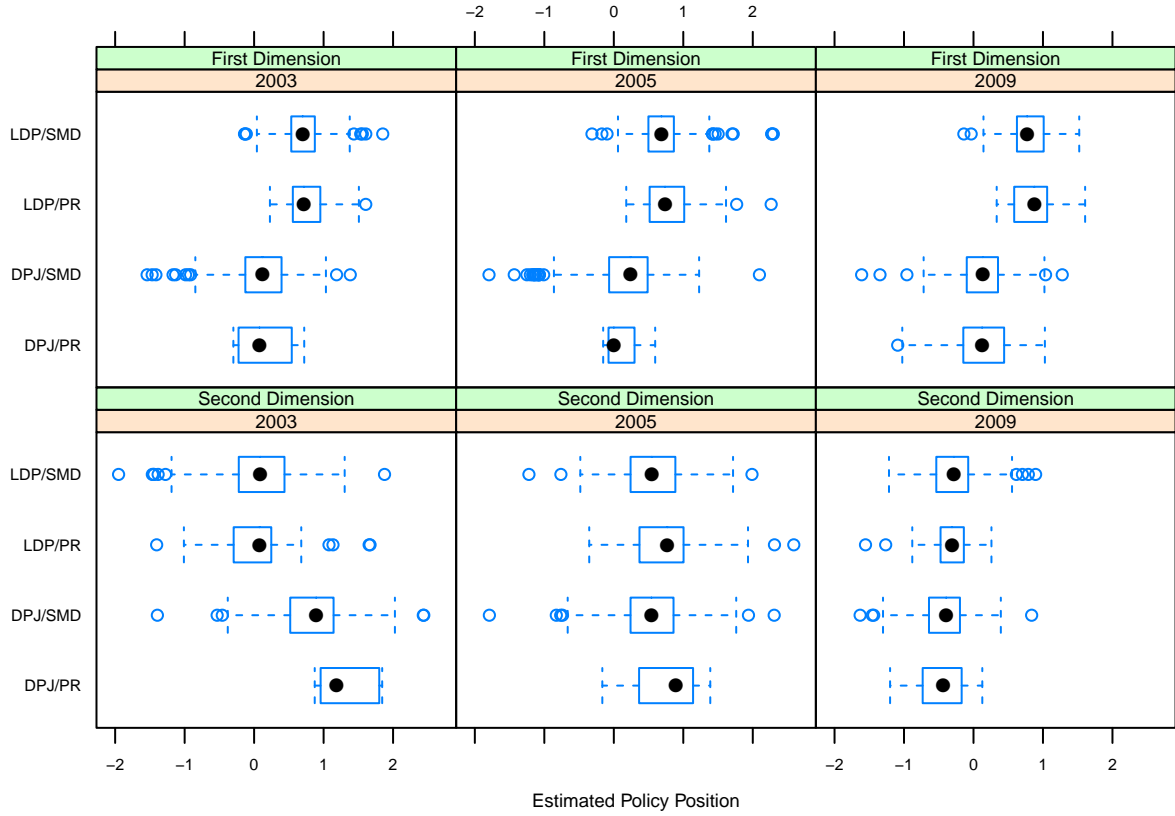 −2 −1 0 1 2
First Dimension First Dimension First Dimension
2003 2005 2009
LDP/SMD
LDP/PR
DPJ/SMD
DPJ/PR
Second Dimension Second Dimension Second Dimension
2003 2005 2009
LDP/SMD
LDP/PR
DPJ/SMD
DPJ/PR
−2 −1 0 1 2 −2 −1 0 1 2
Estimated Policy Position